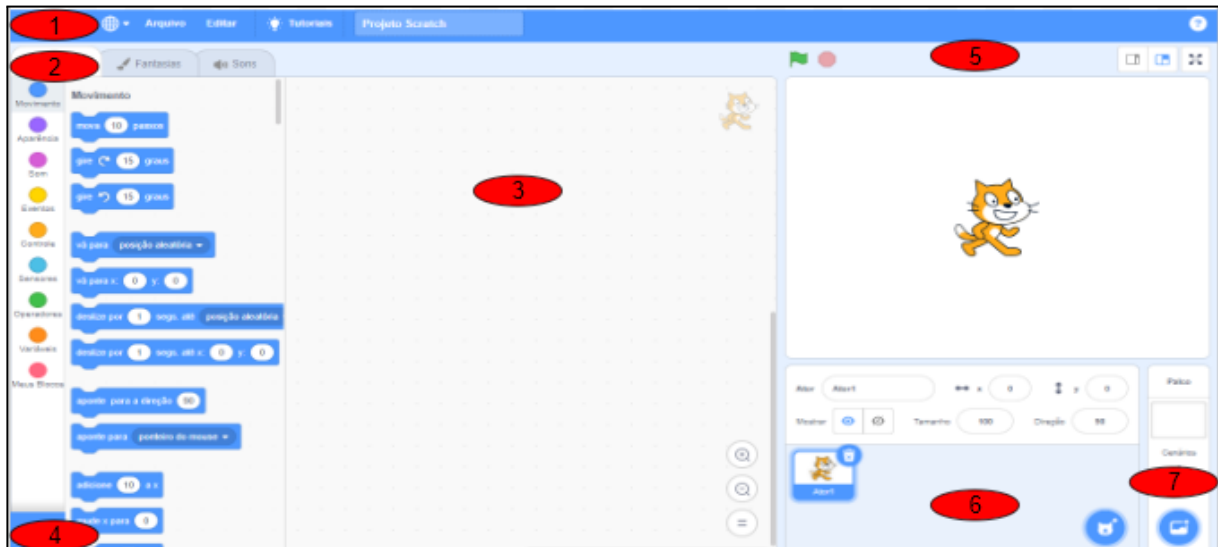 1 Arquivo Editar Tutoriais Projeto Scratch ?
2 Fantasias Sons
5
Movimento
Movimento
mova 10 passos
Aparência
gire 15 graus
Som
3
gire 15 graus
Eventos
Controle
vá para posição aleatória
Sensores
vá para x: 0 y: 0
Operadores
deslize por 1 segs. até posição aleatória
Variáveis
deslize por 1 segs. até x: 0 y: 0
Meus Blocos
aponte para a direção 90
aponte para ponteiro do mouse
adicione 10 a x
mude x para 0
4
Ator Ator1 x 0 y 0
Mostrar Tamanho 100 Direção 90
Ator1
6
Palco
Cenários
7